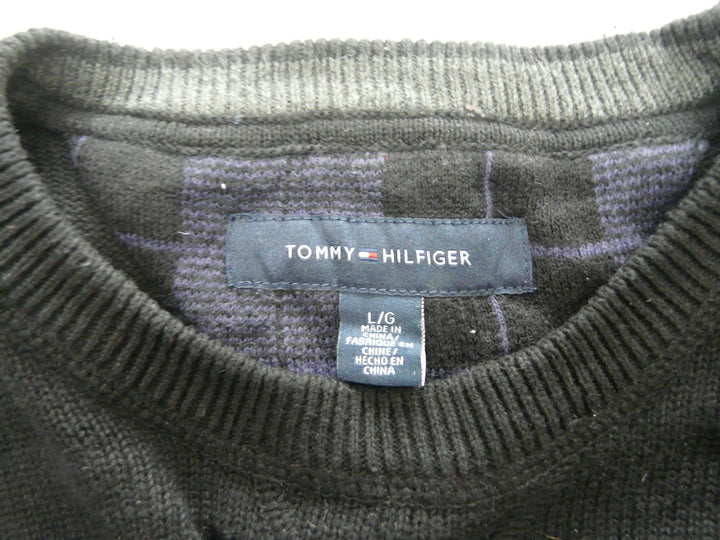 TOMMY HILFIGER
L/G
MADE IN
CHINA/
FABRIQUÉ EN
CHINE/
HECHO EN
CHINA